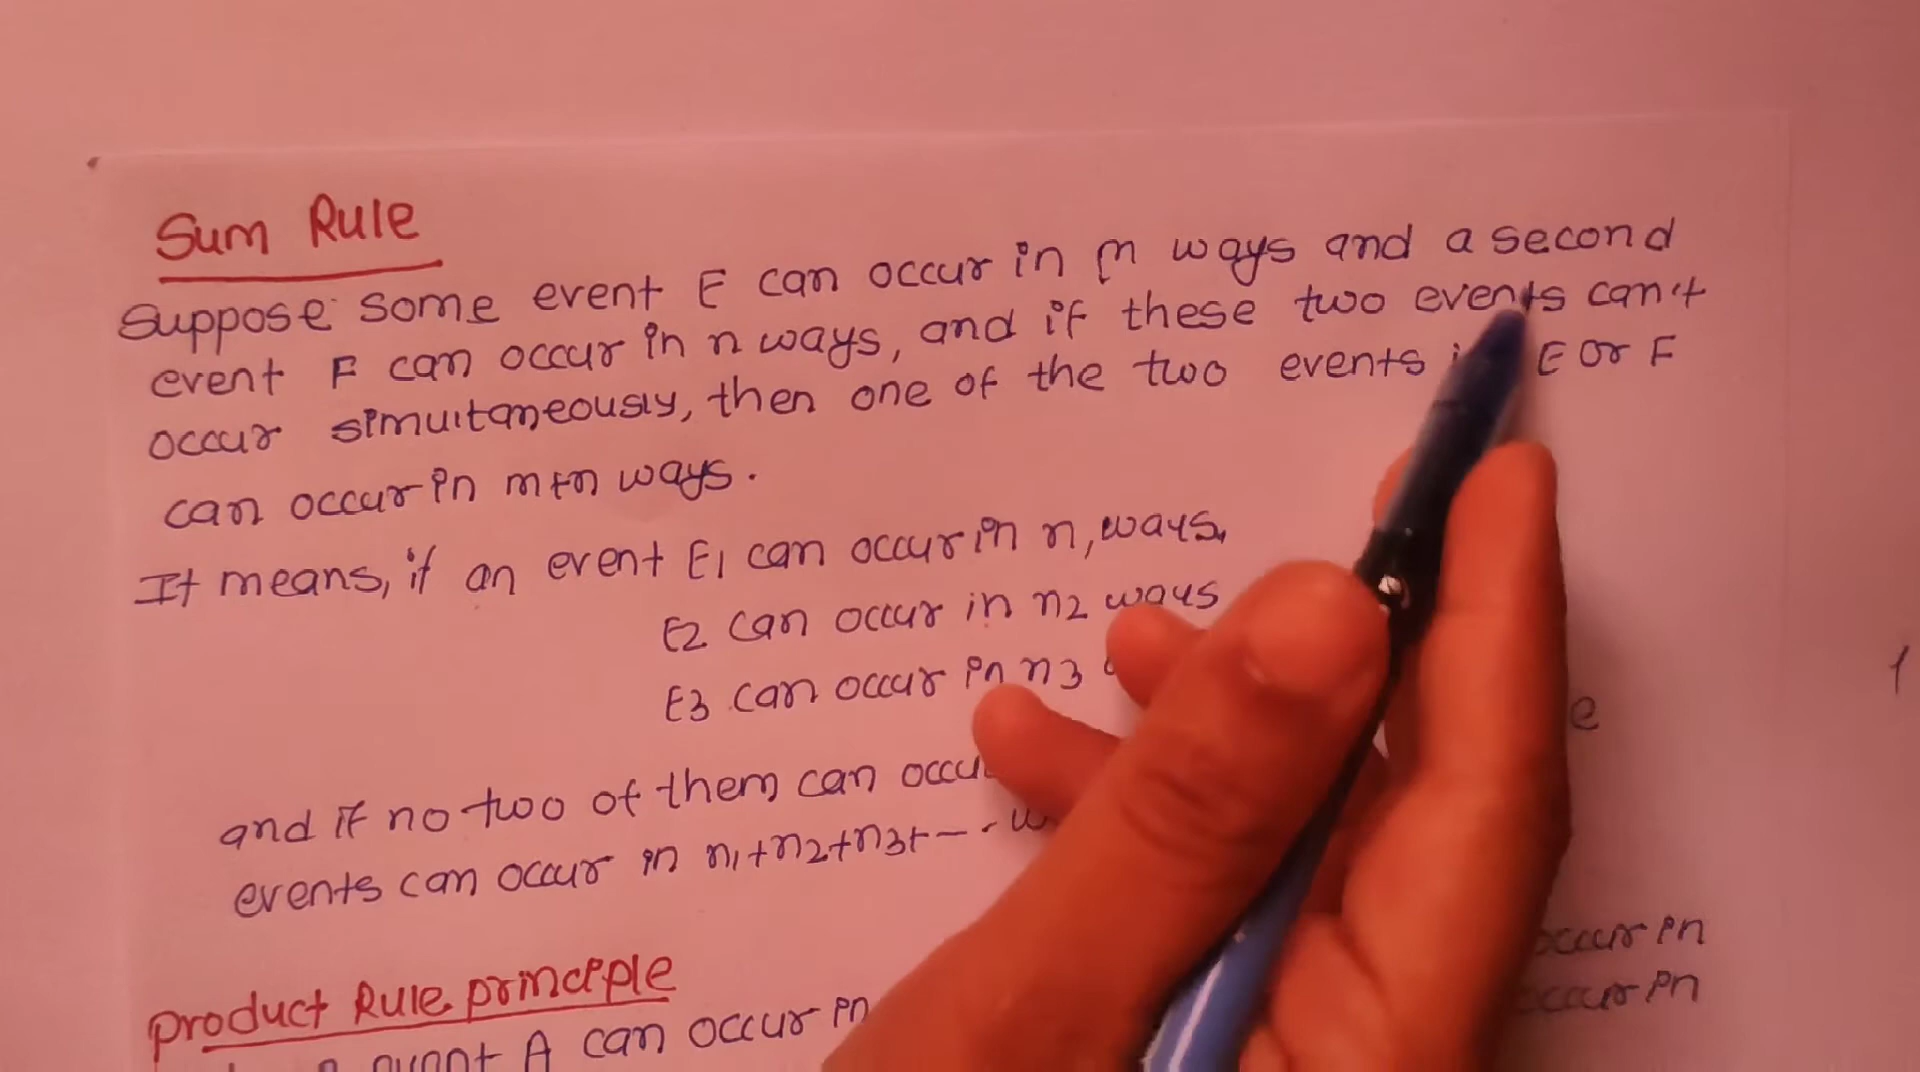 Sum Rule
Suppose some event E can occur in m ways and a second
event F can occur in n ways, and if these two events can't
occur simultaneously, then one of the two events E or F
can occur in m+n ways.
It means, if an event E1 can occur in n1 ways,
E2 can occur in n2 ways
E3 can occur in n3
and if no two of them can occu
events can occur in n1+n2+n3+--- w
e
Product Rule principle
occur in
event A can occur in
occur in